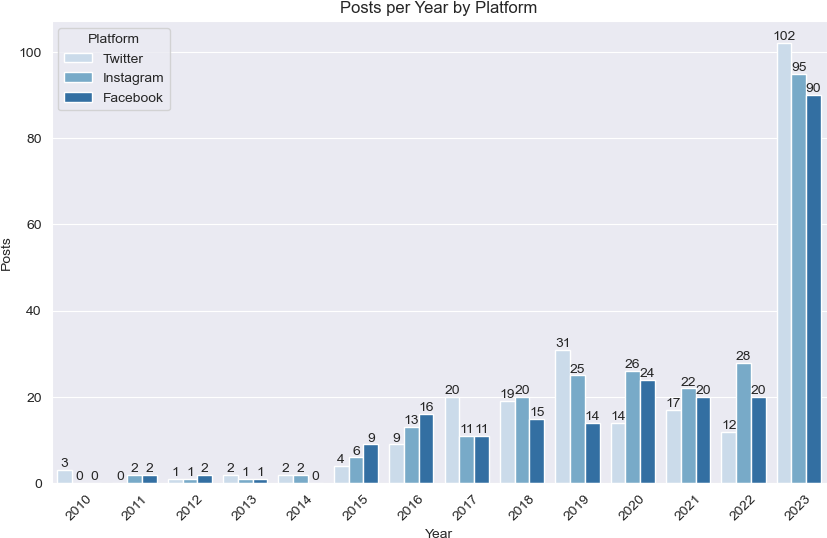 Posts per Year by Platform
Platform
Twitter
Instagram
Facebook
Posts
100
80
60
40
20
0
3 0 0
0 2 2
1 1 2
2 1 1
2 2 0
4 6 9
9 13 16
20 11 11
19 20 15
31 25 14
14 26 24
17 22 20
12 28 20
102 95 90
2010 2011 2012 2013 2014 2015 2016 2017 2018 2019 2020 2021 2022 2023
Year